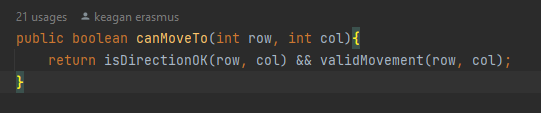 21 usages keagan erasmus
public boolean canMoveTo(int row, int col){
return isDirectionOK(row, col) && validMovement(row, col);
}